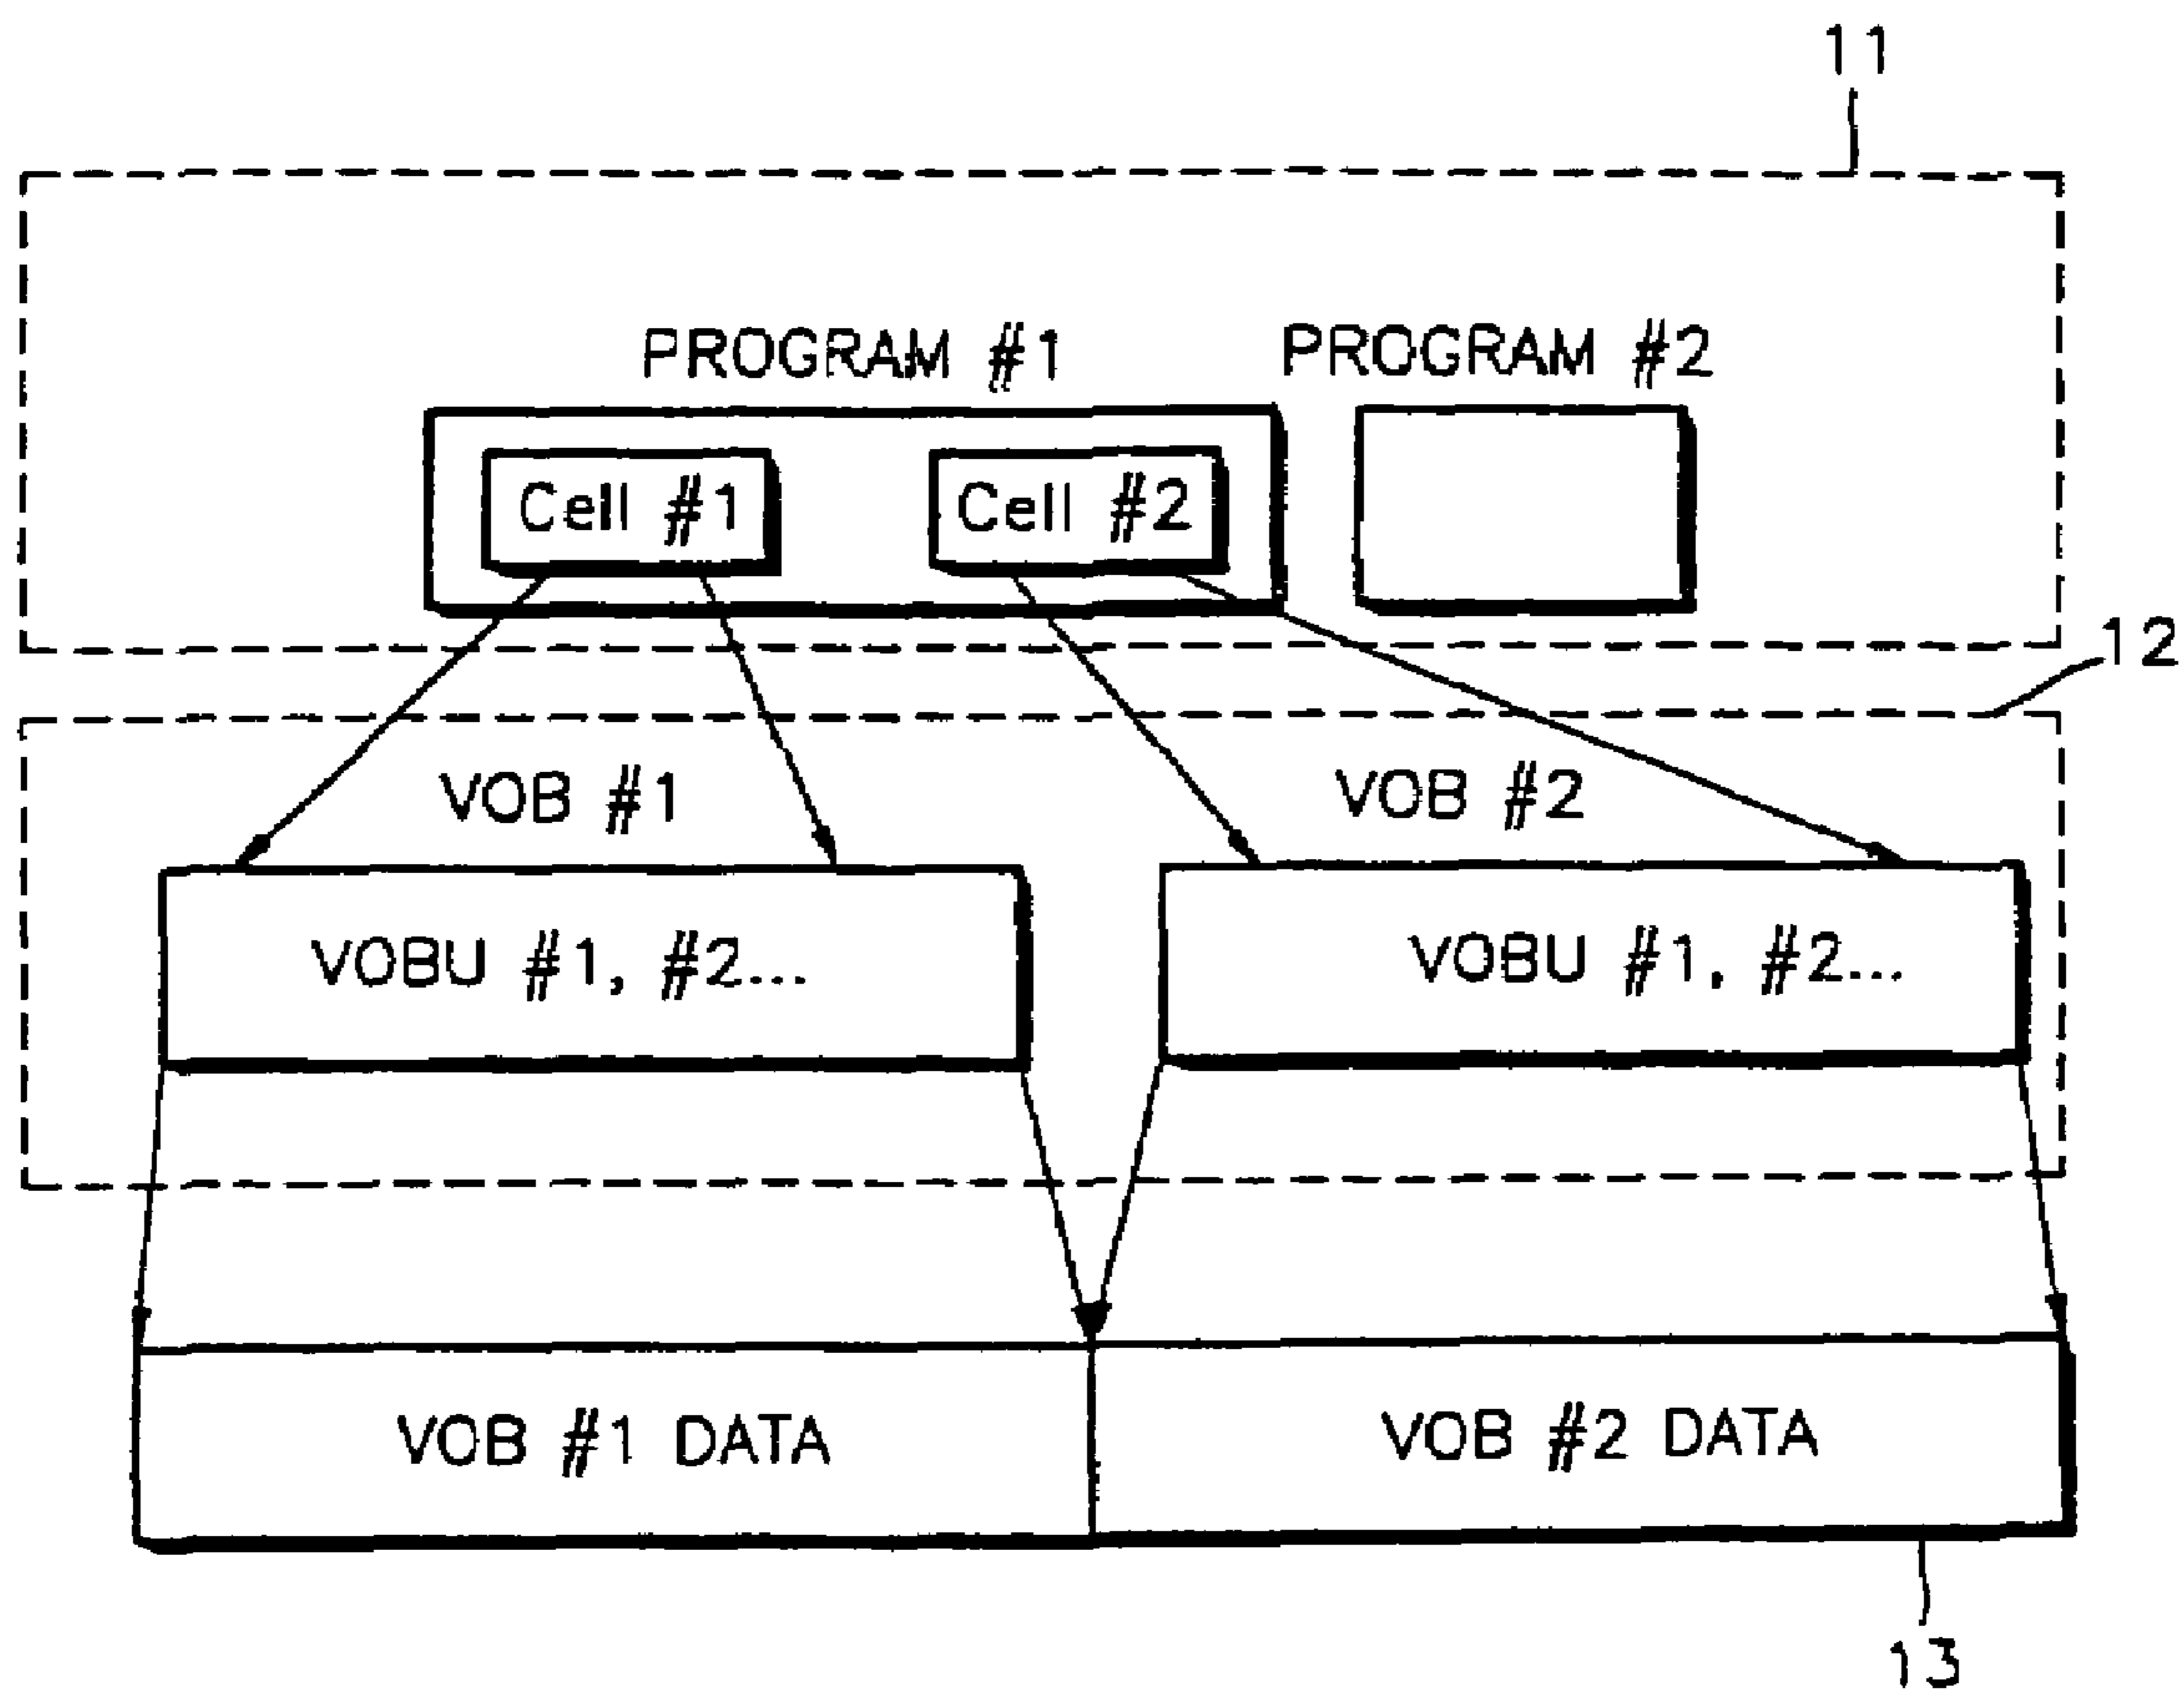 11
PROGRAM #1
PROGRAM #2
Cell #1
Cell #2
12
VOB #1
VOB #2
VOBU #1, #2...
VOBU #1, #2...
VOB #1 DATA
VOB #2 DATA
13